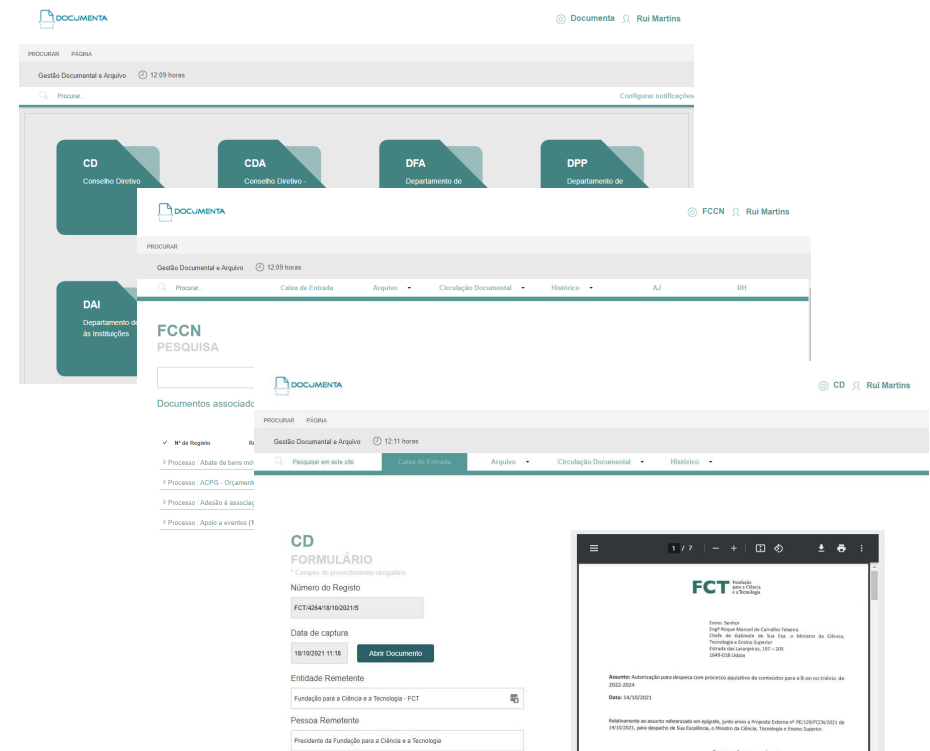 DOCUMENTA
Documenta Rui Martins
PROCURAR PÁGINA
Gestão Documental e Arquivo 12:09 horas
Procurar... Configurar notificações
CD CDA DFA DPP
Conselho Diretivo Conselho Diretivo - Departamento de Departamento de
DAI
Departamento de
às Instituições
DOCUMENTA
FCCN Rui Martins
PROCURAR
Gestão Documental e Arquivo 12:09 horas
Procurar... Caixa de Entrada Arquivo Circulação Documental Histórico AJ RH
FCCN
PESQUISA
Documentos associado
Nº de Registo
Processo : Abate de bens mó
Processo : ACPG - Orçament
Processo : Adesão à associaç
Processo : Apoio a eventos (1
DOCUMENTA
CD Rui Martins
PROCURAR PÁGINA
Gestão Documental e Arquivo 12:11 horas
Pesquisar em este site Caixa de Entrada Arquivo Circulação Documental Histórico
CD
FORMULÁRIO
* Campos de preenchimento obrigatório
Número do Registo
FCT/4264/18/10/2021/S
Data de captura
18/10/2021 11:18 Abrir Documento
Entidade Remetente
Fundação para a Ciência e a Tecnologia - FCT
Pessoa Remetente
Presidente da Fundação para a Ciência e a Tecnologia
1 / 7
FCT Fundação
para a Ciência
e a Tecnologia
Exmo. Senhor
Engº Roque Manuel de Carvalho Teixeira
Chefe de Gabinete de Sua Exa. o Ministro da Ciência,
Tecnologia e Ensino Superior
Estrada das Laranjeiras, 197 – 205
1649-018 Lisboa
Assunto: Autorização para despesa com processo aquisitivo de conteúdos para a B-on no triénio de
2022-2024
Data: 14/10/2021
Relativamente ao assunto referenciado em epígrafe, junto envio a Proposta Externa nº PE/129/FCCN/2021 de
14/10/2021, para despacho de Sua Excelência, o Ministro da Ciência, Tecnologia e Ensino Superior.